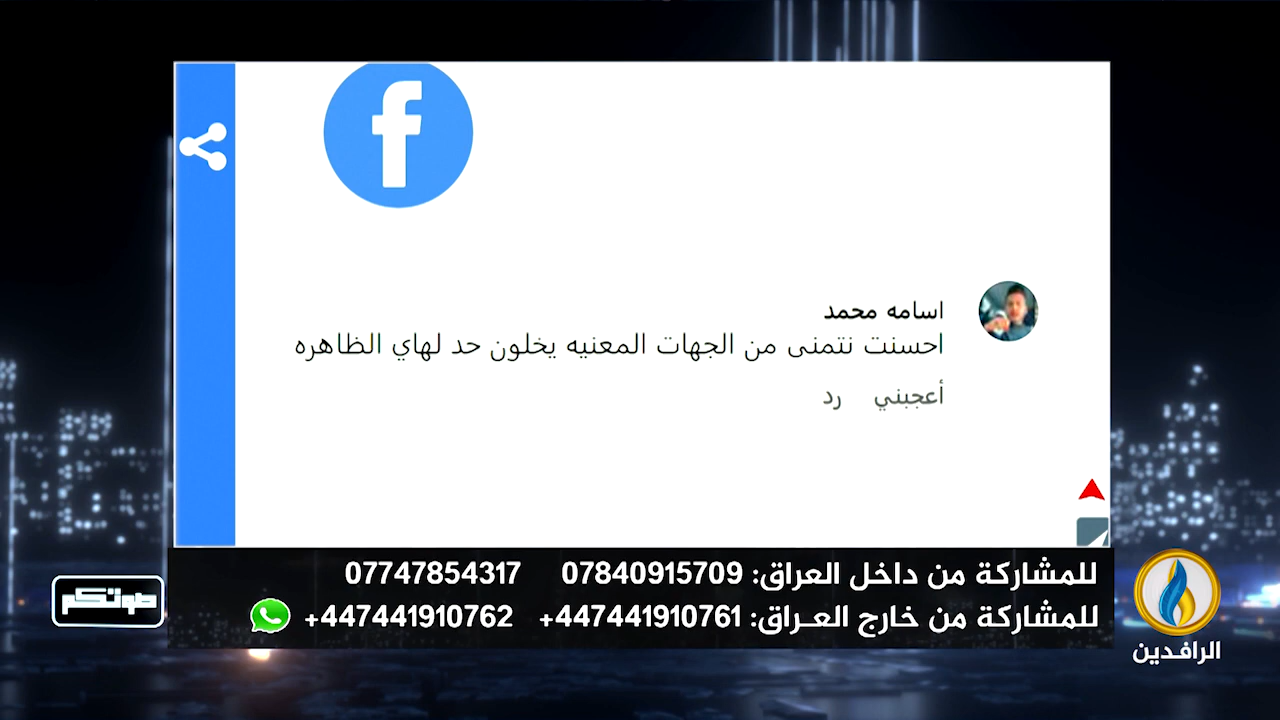 f
اسامه محمد
احسنت نتمنى من الجهات المعنيه يخلون حد لهاي الظاهره
أعجبني رد
للمشاركة من داخل العراق: 07840915709 07747854317
للمشاركة من خارج العـراق: 447441910761+ 447441910762+
صوتكم
الرافدين